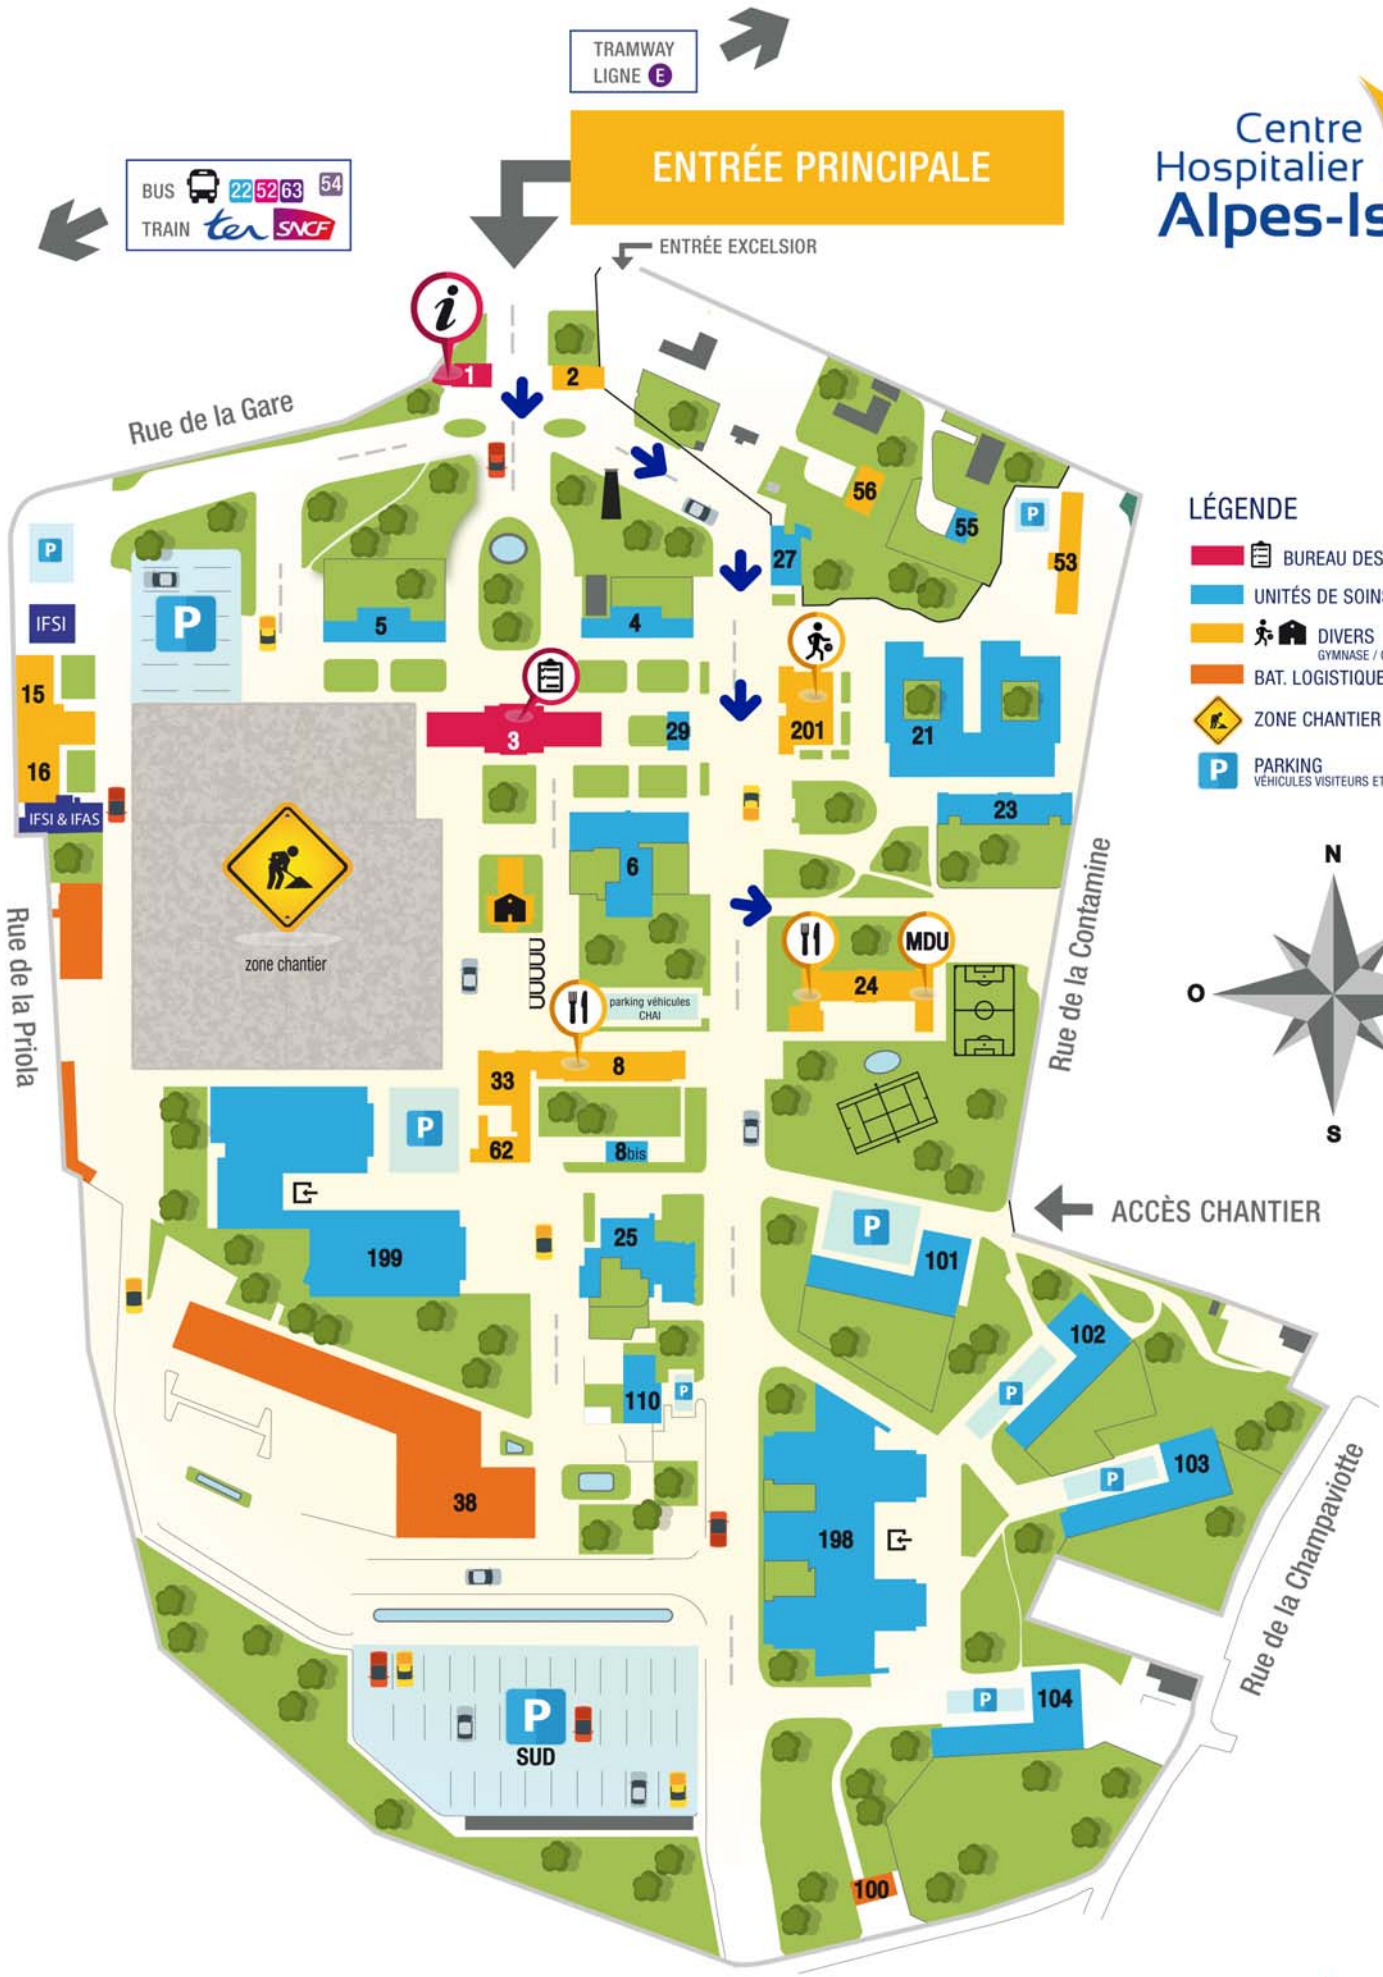 TRAMWAY
LIGNE E
ENTRÉE PRINCIPALE
Centre
Hospitalier
Alpes-Is
BUS 22 52 63 54
TRAIN ter SNCF
ENTRÉE EXCELSIOR
i
1
2
Rue de la Gare
56
55
P
53
27
P
IFSI
P
5
4
15
3
29
201
21
16
IFSI & IFAS
23
6
zone chantier
MDU
24
parking véhicules
CHAI
Rue de la Priola
Rue de la Contamine
LÉGENDE
BUREAU DES
UNITÉS DE SOINS
DIVERS
GYMNASE / C
BAT. LOGISTIQUE
ZONE CHANTIER
P PARKING
VÉHICULES VISITEURS ET
N
O
S
33
8
P
62
8bis
ACCÈS CHANTIER
199
25
P
101
102
P
110
P
103
P
38
198
Rue de la Champaviotte
P
SUD
P
104
100